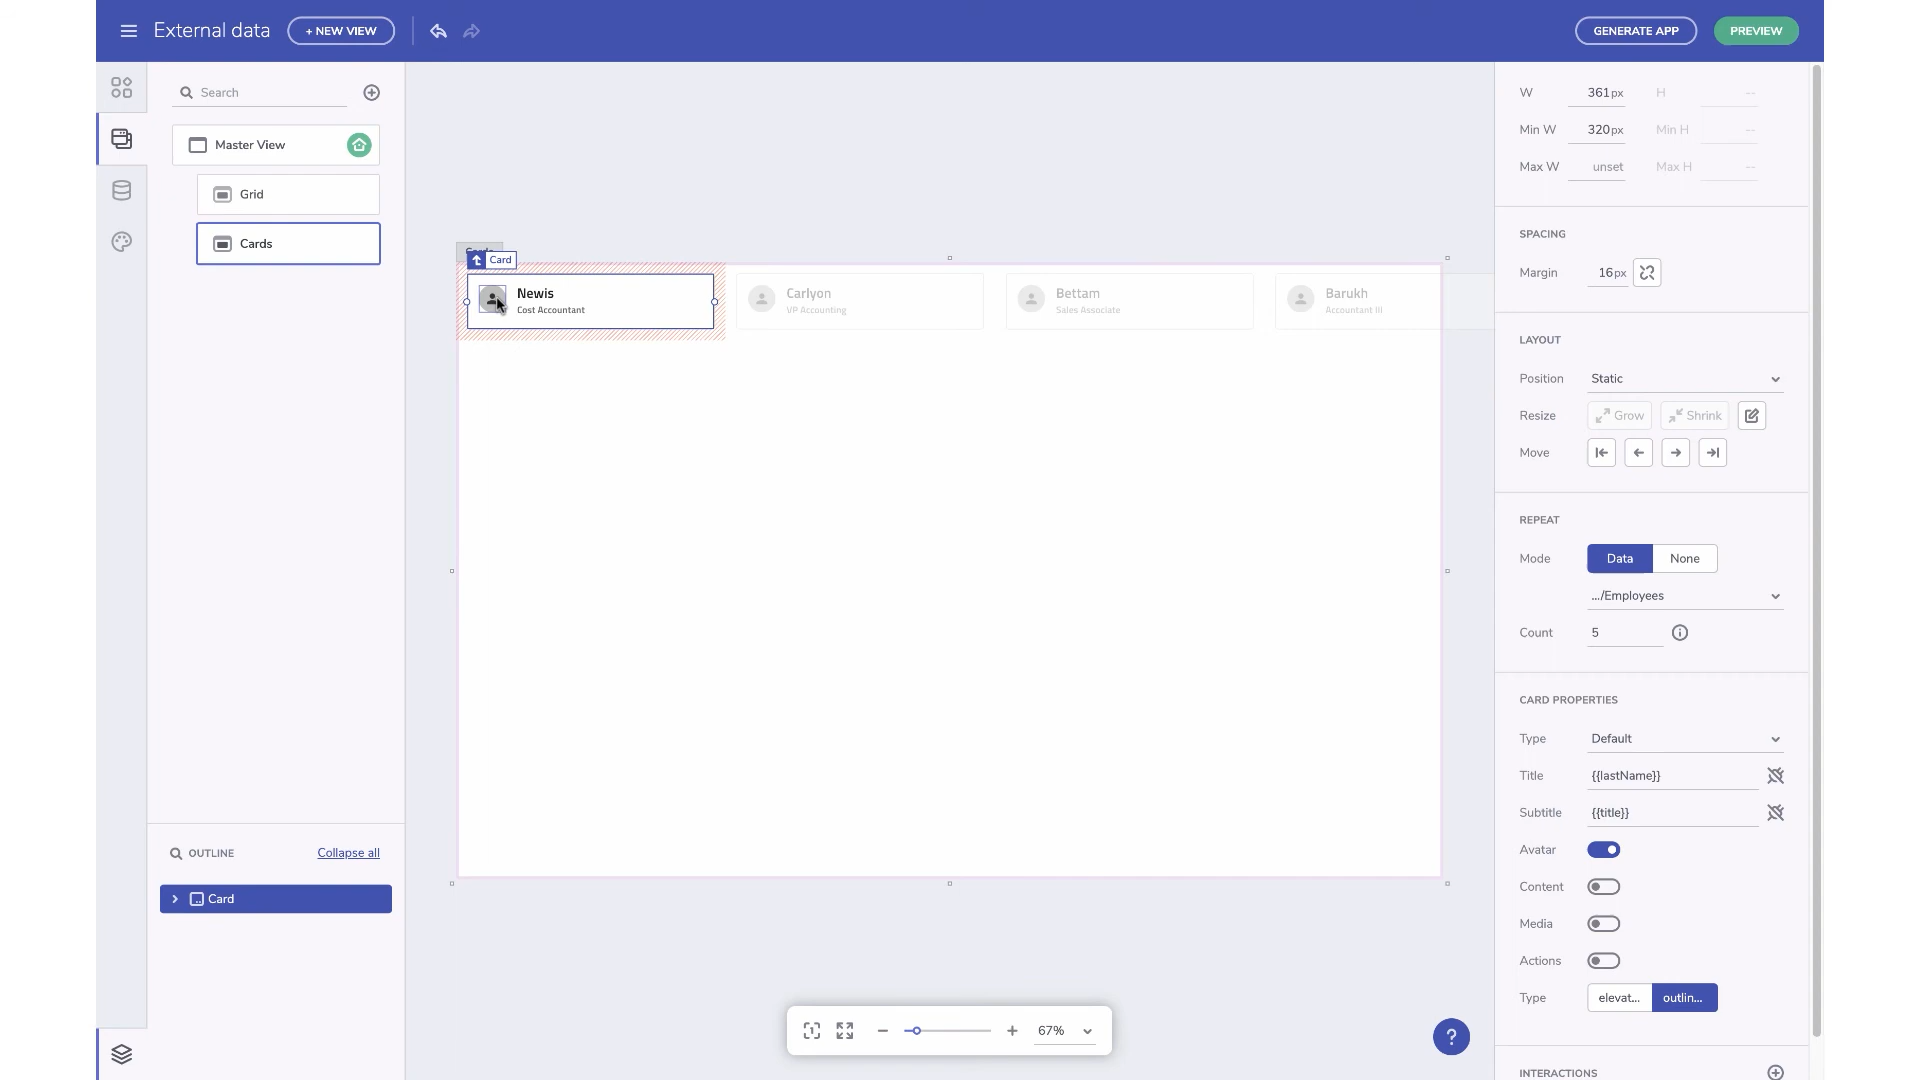 External data
+ NEW VIEW
GENERATE APP
PREVIEW
Search
Master View
Grid
Cards
OUTLINE
Collapse all
Card
Cards
Card
Newis
Cost Accountant
Carlyon
VP Accounting
Bettam
Sales Associate
Barukh
Accountant III
67%
?
W 361px H --
Min W 320px Min H --
Max W unset Max H --
SPACING
Margin 16px
LAYOUT
Position Static
Resize Grow Shrink
Move
REPEAT
Mode Data None
.../Employees
Count 5
CARD PROPERTIES
Type Default
Title {{lastName}}
Subtitle {{title}}
Avatar
Content
Media
Actions
Type elevat... outlin...
INTERACTIONS